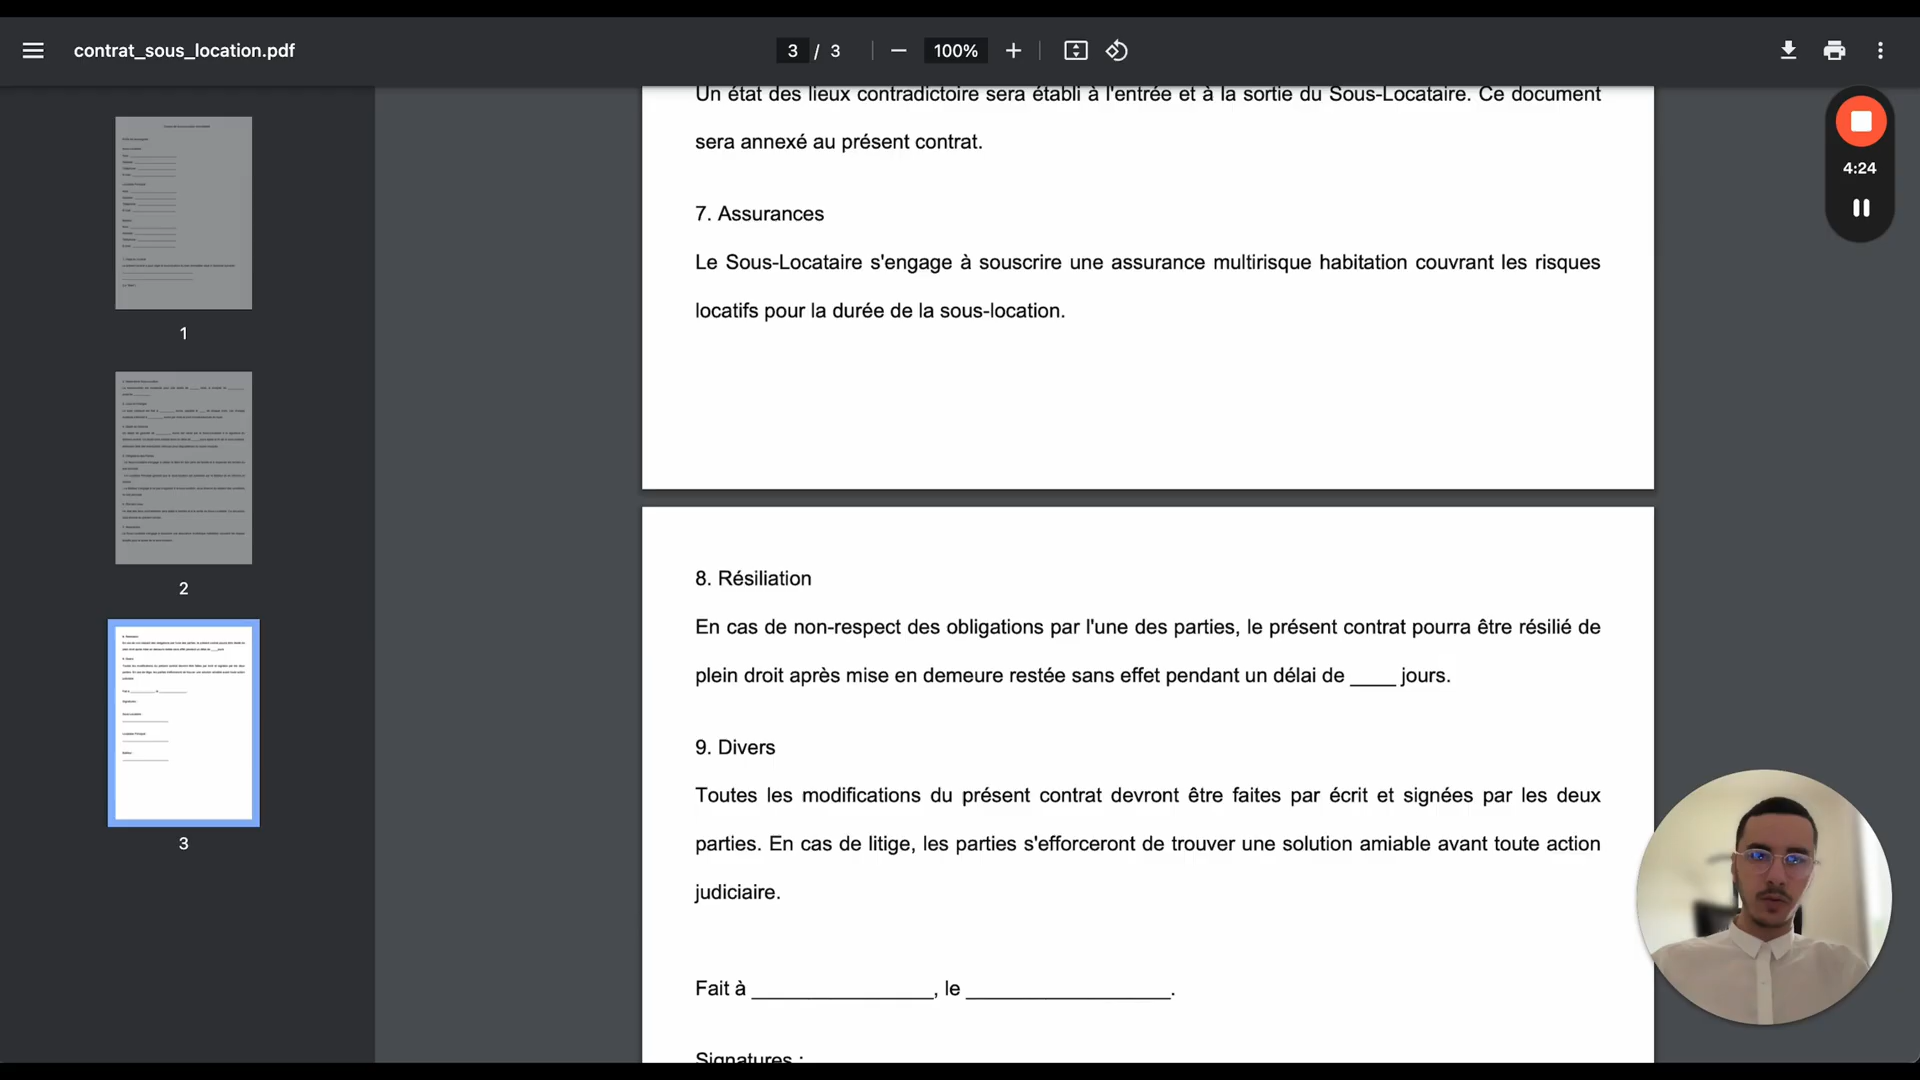 contrat_sous_location.pdf
3 / 3
100%
4:24
1
2
3
Un état des lieux contradictoire sera établi à l'entrée et à la sortie du Sous-Locataire. Ce document
sera annexé au présent contrat.
7. Assurances
Le Sous-Locataire s'engage à souscrire une assurance multirisque habitation couvrant les risques
locatifs pour la durée de la sous-location.
8. Résiliation
En cas de non-respect des obligations par l'une des parties, le présent contrat pourra être résilié de
plein droit après mise en demeure restée sans effet pendant un délai de ____ jours.
9. Divers
Toutes les modifications du présent contrat devront être faites par écrit et signées par les deux
parties. En cas de litige, les parties s'efforceront de trouver une solution amiable avant toute action
judiciaire.
Fait à ________________, le __________________.
Signatures :